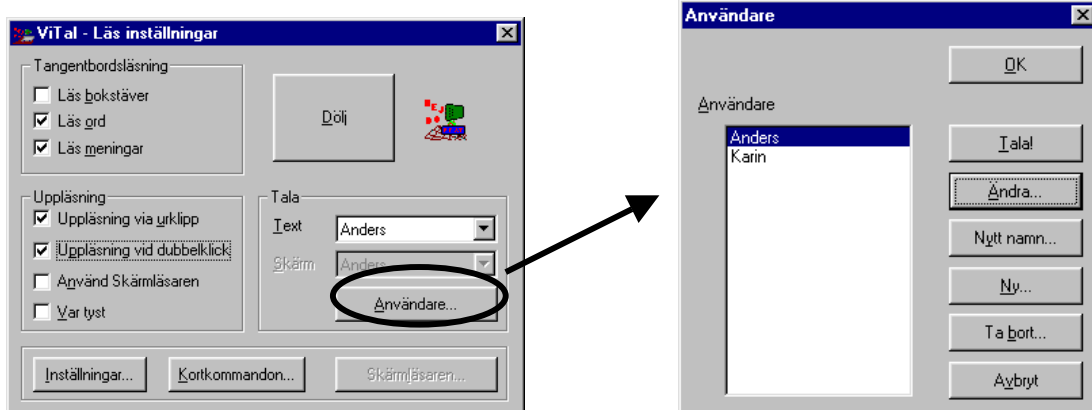 ViTal - Läs inställningar
Tangentbordsläsning
Läs bokstäver
Läs ord
Läs meningar
Dölj
Uppläsning
Uppläsning via urklipp
Uppläsning vid dubbelklick
Använd Skärmläsaren
Var tyst
Tala
Text
Anders
Skärm
Anders
Användare...
Inställningar...
Kortkommandon...
Skärmläsaren...
Användare
OK
Användare
Anders
Karin
Tala!
Ändra...
Nytt namn...
Ny...
Ta bort...
Avbryt